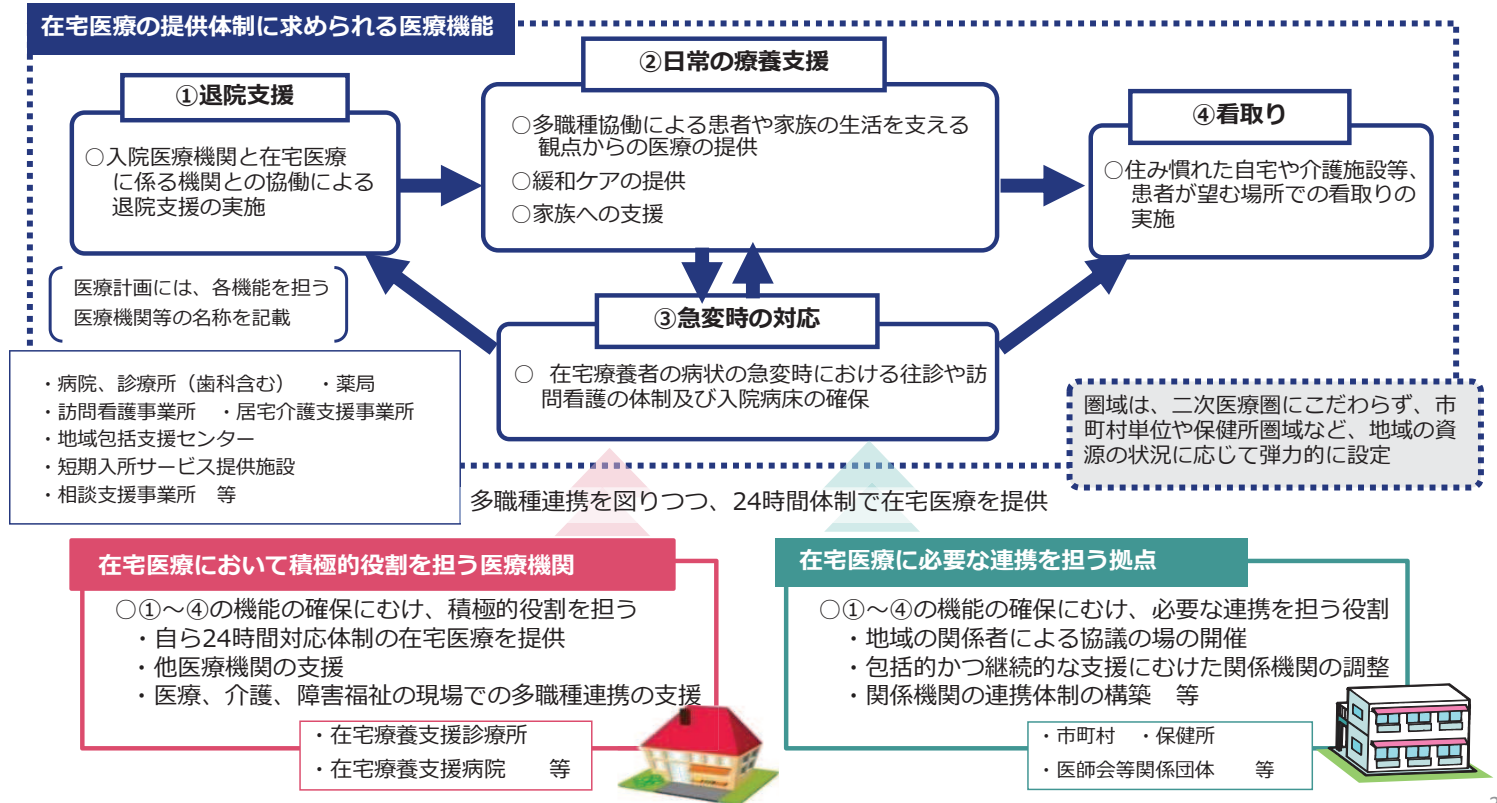 在宅医療の提供体制に求められる医療機能
①退院支援
○入院医療機関と在宅医療
に係る機関との協働による
退院支援の実施
②日常の療養支援
○多職種協働による患者や家族の生活を支える
観点からの医療の提供
○緩和ケアの提供
○家族への支援
④看取り
○住み慣れた自宅や介護施設等、
患者が望む場所での看取りの
実施
医療計画には、各機能を担う
医療機関等の名称を記載
③急変時の対応
○ 在宅療養者の病状の急変時における往診や訪
問看護の体制及び入院病床の確保
・病院、診療所（歯科含む） ・薬局
・訪問看護事業所 ・居宅介護支援事業所
・地域包括支援センター
・短期入所サービス提供施設
・相談支援事業所 等
圏域は、二次医療圏にこだわらず、市
町村単位や保健所圏域など、地域の資
源の状況に応じて弾力的に設定
多職種連携を図りつつ、24時間体制で在宅医療を提供
在宅医療において積極的役割を担う医療機関
○①～④の機能の確保にむけ、積極的役割を担う
・自ら24時間対応体制の在宅医療を提供
・他医療機関の支援
・医療、介護、障害福祉の現場での多職種連携の支援
・在宅療養支援診療所
・在宅療養支援病院 等
在宅医療に必要な連携を担う拠点
○①～④の機能の確保にむけ、必要な連携を担う役割
・地域の関係者による協議の場の開催
・包括的かつ継続的な支援にむけた関係機関の調整
・関係機関の連携体制の構築 等
・市町村 ・保健所
・医師会等関係団体 等